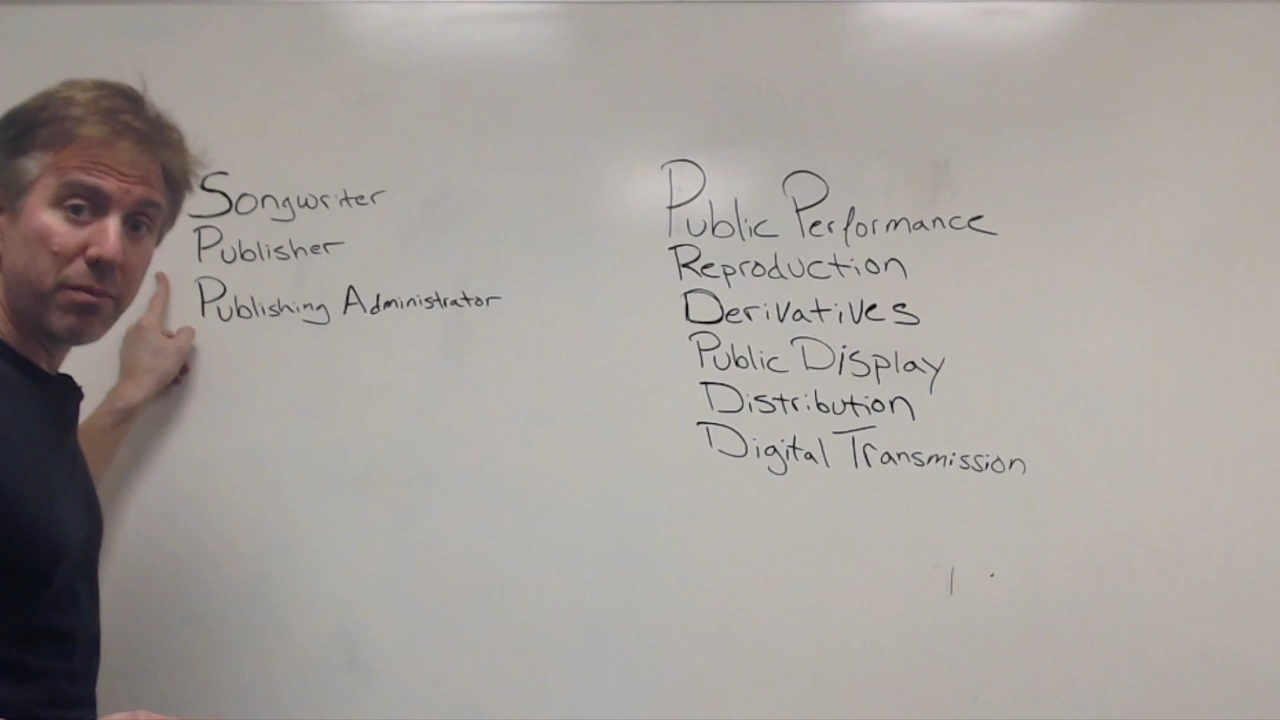 Songwriter
Publisher
Publishing Administrator
Public Performance
Reproduction
Derivatives
Public Display
Distribution
Digital Transmission